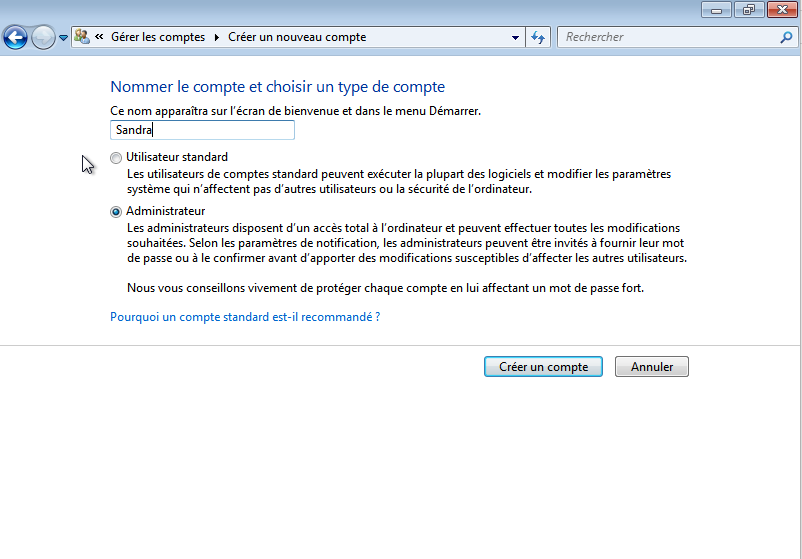 « Gérer les comptes Créer un nouveau compte Rechercher
Nommer le compte et choisir un type de compte
Ce nom apparaîtra sur l'écran de bienvenue et dans le menu Démarrer.
Sandra
Utilisateur standard
Les utilisateurs de comptes standard peuvent exécuter la plupart des logiciels et modifier les paramètres
système qui n'affectent pas d'autres utilisateurs ou la sécurité de l'ordinateur.
Administrateur
Les administrateurs disposent d'un accès total à l'ordinateur et peuvent effectuer toutes les modifications
souhaitées. Selon les paramètres de notification, les administrateurs peuvent être invités à fournir leur mot
de passe ou à le confirmer avant d'apporter des modifications susceptibles d'affecter les autres utilisateurs.
Nous vous conseillons vivement de protéger chaque compte en lui affectant un mot de passe fort.
Pourquoi un compte standard est-il recommandé ?
Créer un compte Annuler